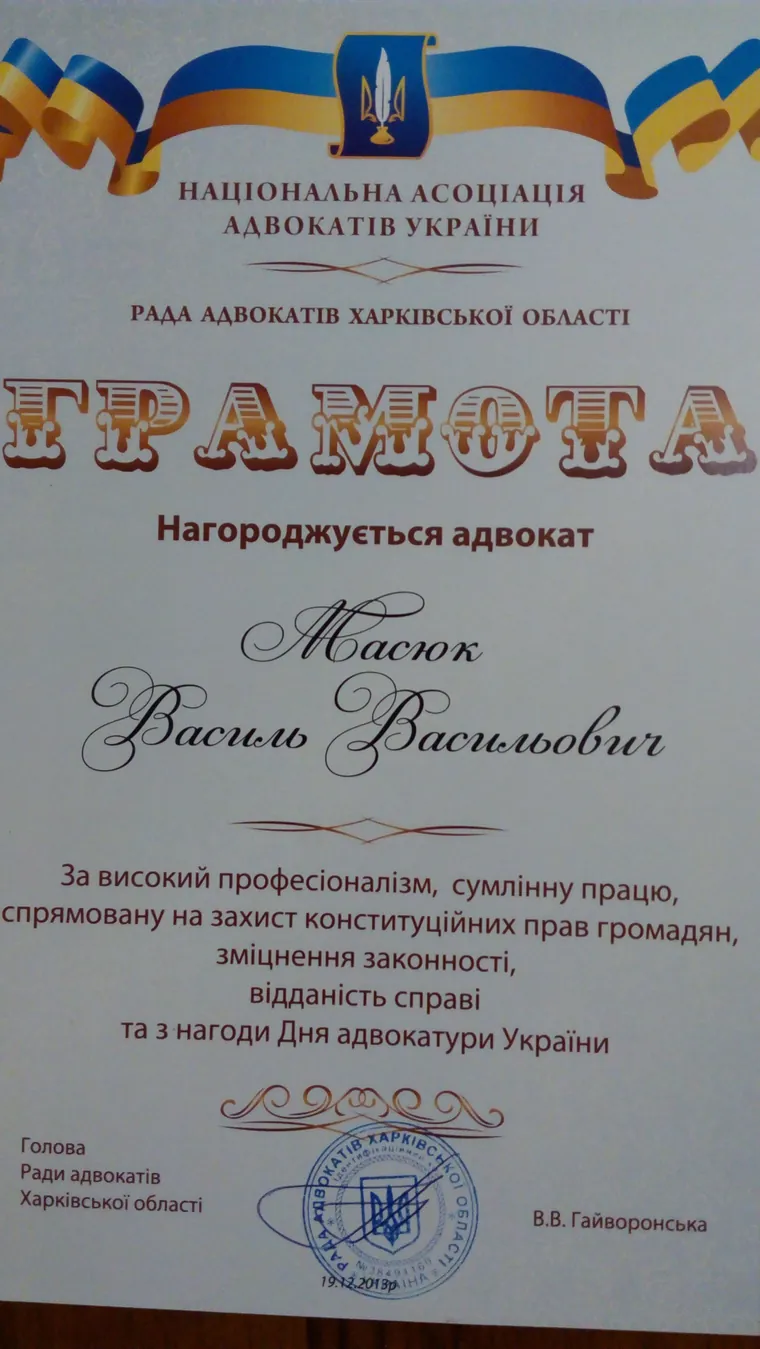 НАЦІОНАЛЬНА АСОЦІАЦІЯ
АДВОКАТІВ УКРАЇНИ
РАДА АДВОКАТІВ ХАРКІВСЬКОЇ ОБЛАСТІ
ГРАМОТА
Нагороджується адвокат
Масюк
Василь Васильович
За високий професіоналізм, сумлінну працю,
спрямовану на захист конституційних прав громадян,
зміцнення законності,
відданість справі
та з нагоди Дня адвокатури України
Голова
Ради адвокатів
Харківської області
РАДА АДВОКАТІВ ХАРКІВСЬКОЇ ОБЛАСТІ
УКРАЇНА
В.В. Гайворонська
19.12.2013р